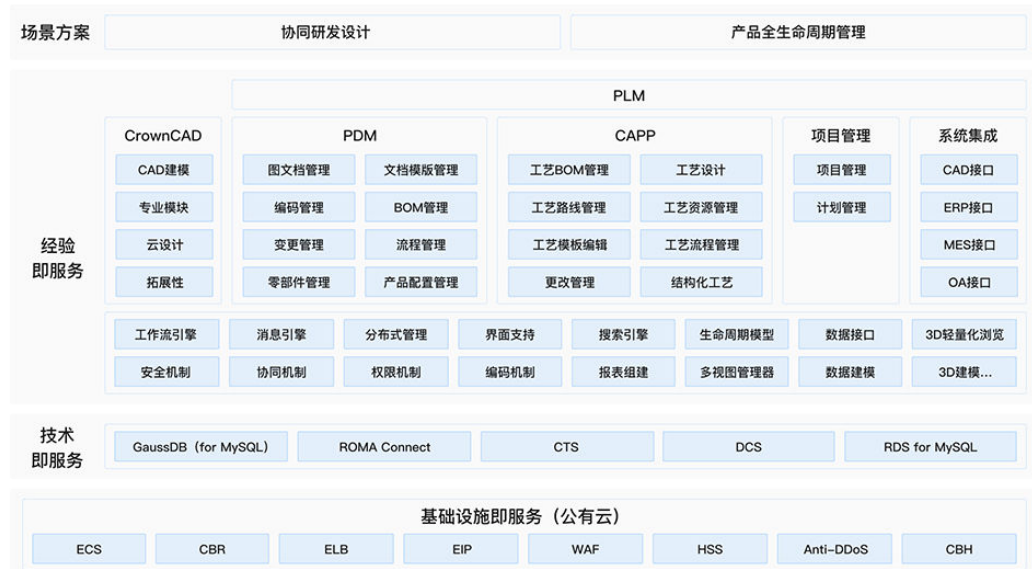 场景方案 协同研发设计 产品全生命周期管理
PLM
CrownCAD PDM CAPP 项目管理 系统集成
CAD建模 图文档管理 文档模版管理 工艺BOM管理 工艺设计 项目管理 CAD接口
专业模块 编码管理 BOM管理 工艺路线管理 工艺资源管理 计划管理 ERP接口
经验
即服务
云设计 变更管理 流程管理 工艺模板编辑 工艺流程管理 MES接口
拓展性 零部件管理 产品配置管理 更改管理 结构化工艺 OA接口
工作流引擎 消息引擎 分布式管理 界面支持 搜索引擎 生命周期模型 数据接口 3D轻量化浏览
安全机制 协同机制 权限机制 编码机制 报表组建 多视图管理器 数据建模 3D建模...
技术
即服务
GaussDB（for MySQL） ROMA Connect CTS DCS RDS for MySQL
基础设施即服务（公有云）
ECS CBR ELB EIP WAF HSS Anti-DDoS CBH